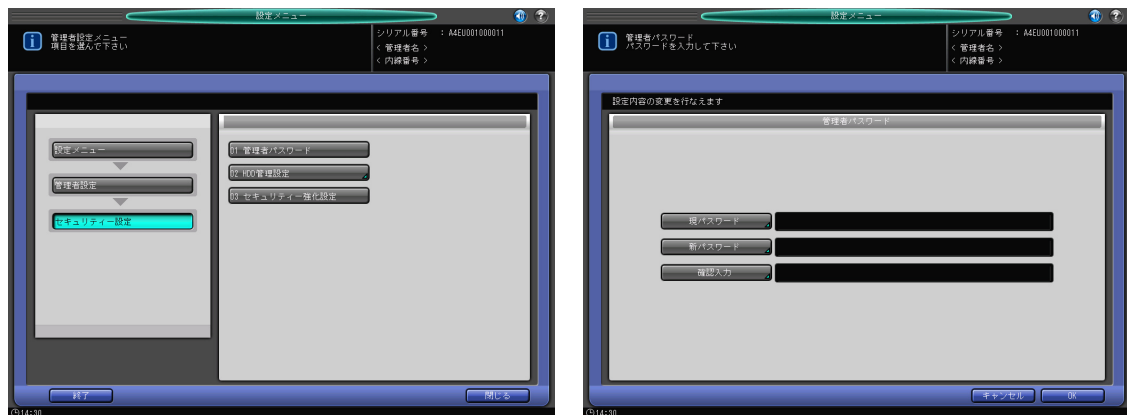 設定メニュー
管理者設定メニュー
項目を選んで下さい
シリアル番号 : A4EU001000011
< 管理者名 >
< 内線番号 >
設定メニュー
管理者設定
セキュリティー設定
01 管理者パスワード
02 HDD管理設定
03 セキュリティー強化設定
終了
閉じる
14:30
設定メニュー
管理者パスワード
パスワードを入力して下さい
シリアル番号 : A4EU001000011
< 管理者名 >
< 内線番号 >
設定内容の変更を行なえます
管理者パスワード
現パスワード
新パスワード
確認入力
キャンセル
OK
14:30